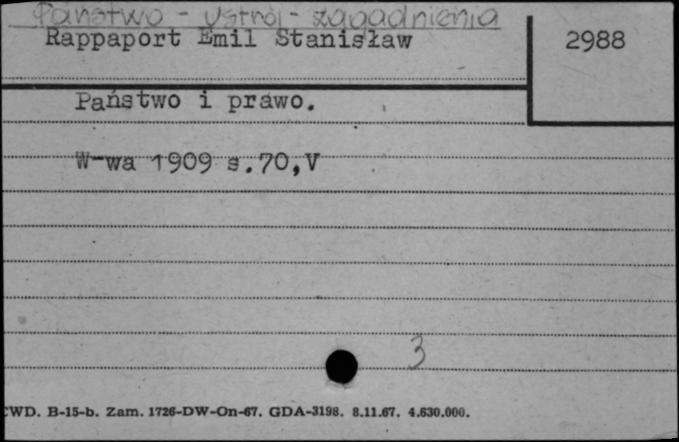 Państwo - ustrój - zagadnienia
Rappaport Emil Stanisław
2988
Państwo i prawo.
W-wa 1909 s.70,V
3
CWD. B-15-b. Zam. 1726-DW-On-67. GDA-3198. 8.11.67. 4.630.000.